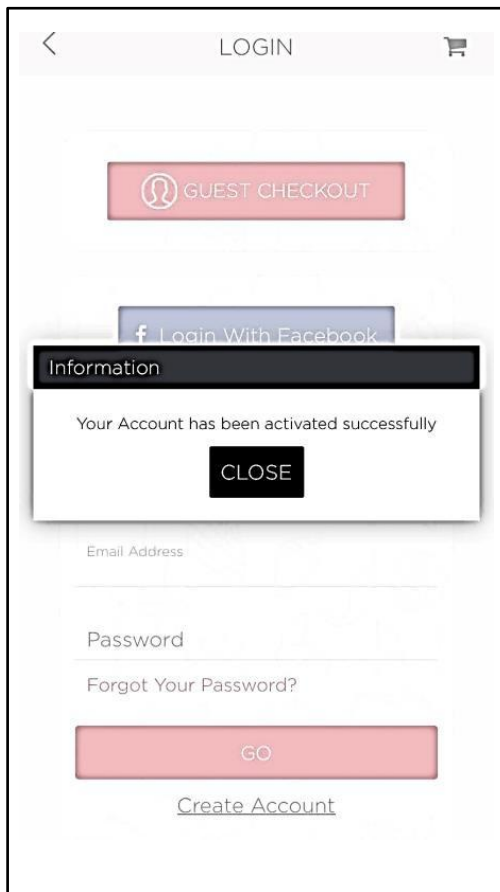 LOGIN
GUEST CHECKOUT
f Login With Facebook
Information
Your Account has been activated successfully
CLOSE
Email Address
Password
Forgot Your Password?
GO
Create Account